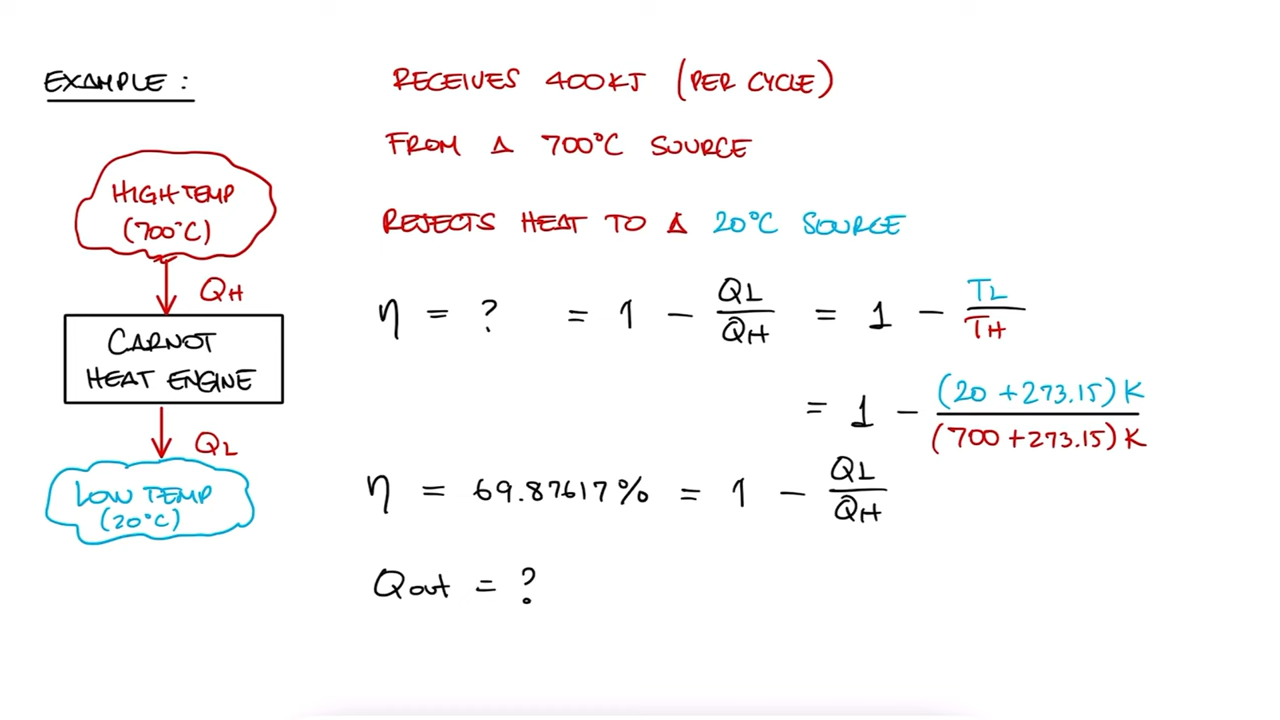 EXAMPLE :
RECEIVES 400KJ (PER CYCLE)
FROM A 700°C SOURCE
REJECTS HEAT TO A 20°C SOURCE
HIGH TEMP
(700°C)
QH
CARNOT
HEAT ENGINE
QL
LOW TEMP
(20°C)
η = ? = 1 - QL/QH = 1 - TL/TH
= 1 - (20 + 273.15) K/(700 + 273.15) K
η = 69.87617% = 1 - QL/QH
Qout = ?